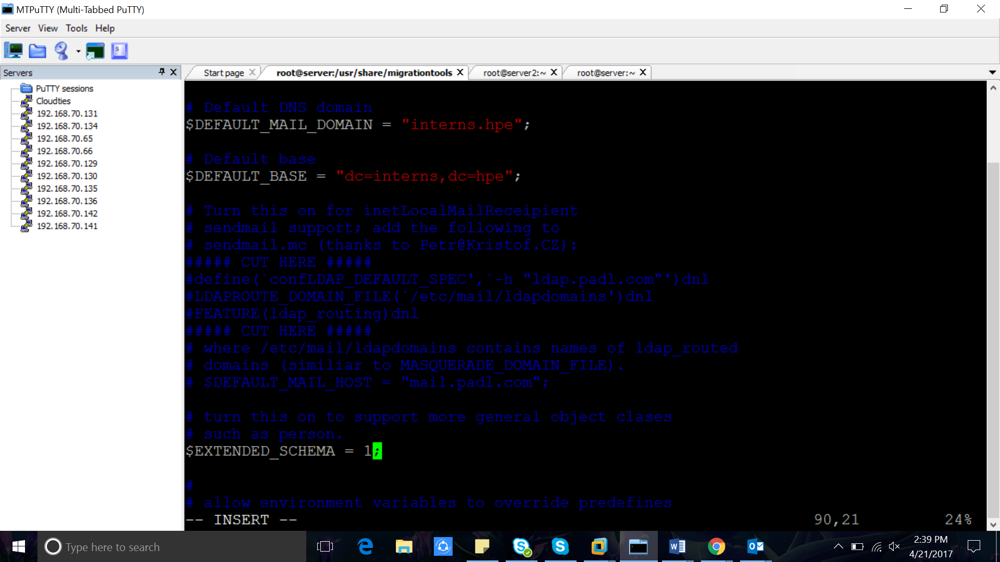 MTPuTTY (Multi-Tabbed PuTTY)
Server View Tools Help
S
Servers
PuTTY sessions
Cloudties
192.168.70.131
192.168.70.134
192.168.70.65
192.168.70.66
192.168.70.129
192.168.70.130
192.168.70.135
192.168.70.136
192.168.70.142
192.168.70.141
Start page
root@server:/usr/share/migrationtools
root@server2:~
root@server:~
# Default DNS domain
$DEFAULT_MAIL_DOMAIN = "interns.hpe";
# Default base
$DEFAULT_BASE = "dc=interns,dc=hpe";
# Turn this on for inetLocalMailReceipient
# sendmail support; add the following to
# sendmail.mc (thanks to Petr@Kristof.CZ):
##### CUT HERE #####
#define(`confLDAP_DEFAULT_SPEC',`-h "ldap.padl.com"')dnl
#LDAPROUTE_DOMAIN_FILE(`/etc/mail/ldapdomains')dnl
#FEATURE(ldap_routing)dnl
##### CUT HERE #####
# where /etc/mail/ldapdomains contains names of ldap_routed
# domains (similiar to MASQUERADE_DOMAIN_FILE).
# $DEFAULT_MAIL_HOST = "mail.padl.com";
# turn this on to support more general object clases
# such as person.
$EXTENDED_SCHEMA = 1;
#
# allow environment variables to override predefines
-- INSERT --
90,21
24%
Type here to search
2:39 PM
4/21/2017